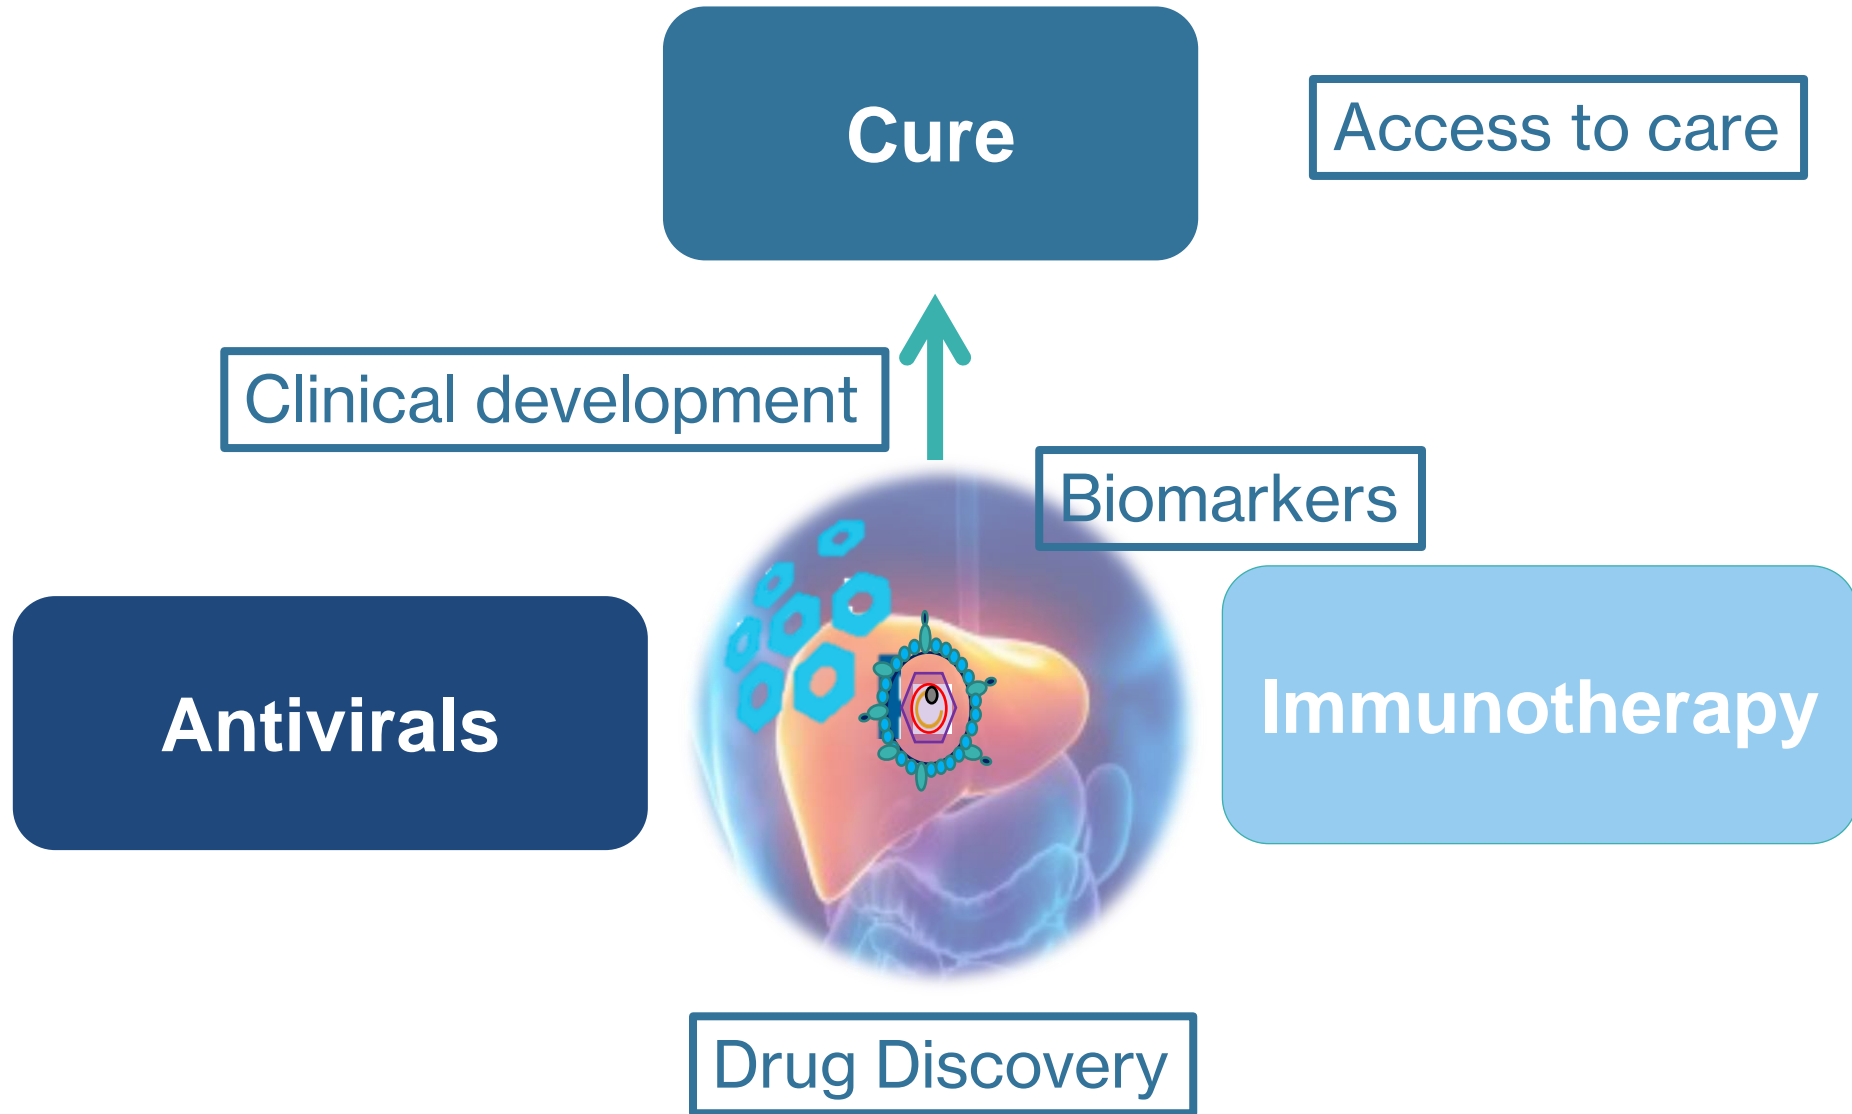 Cure
Access to care
Clinical development
Biomarkers
Antivirals
Immunotherapy
Drug Discovery